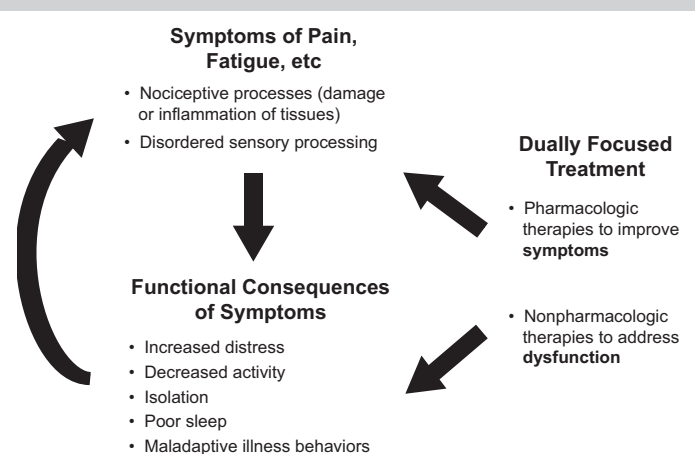 Symptoms of Pain,
Fatigue, etc
• Nociceptive processes (damage
or inflammation of tissues)
• Disordered sensory processing
Dually Focused
Treatment
• Pharmacologic
therapies to improve
symptoms
• Nonpharmacologic
therapies to address
dysfunction
Functional Consequences
of Symptoms
• Increased distress
• Decreased activity
• Isolation
• Poor sleep
• Maladaptive illness behaviors